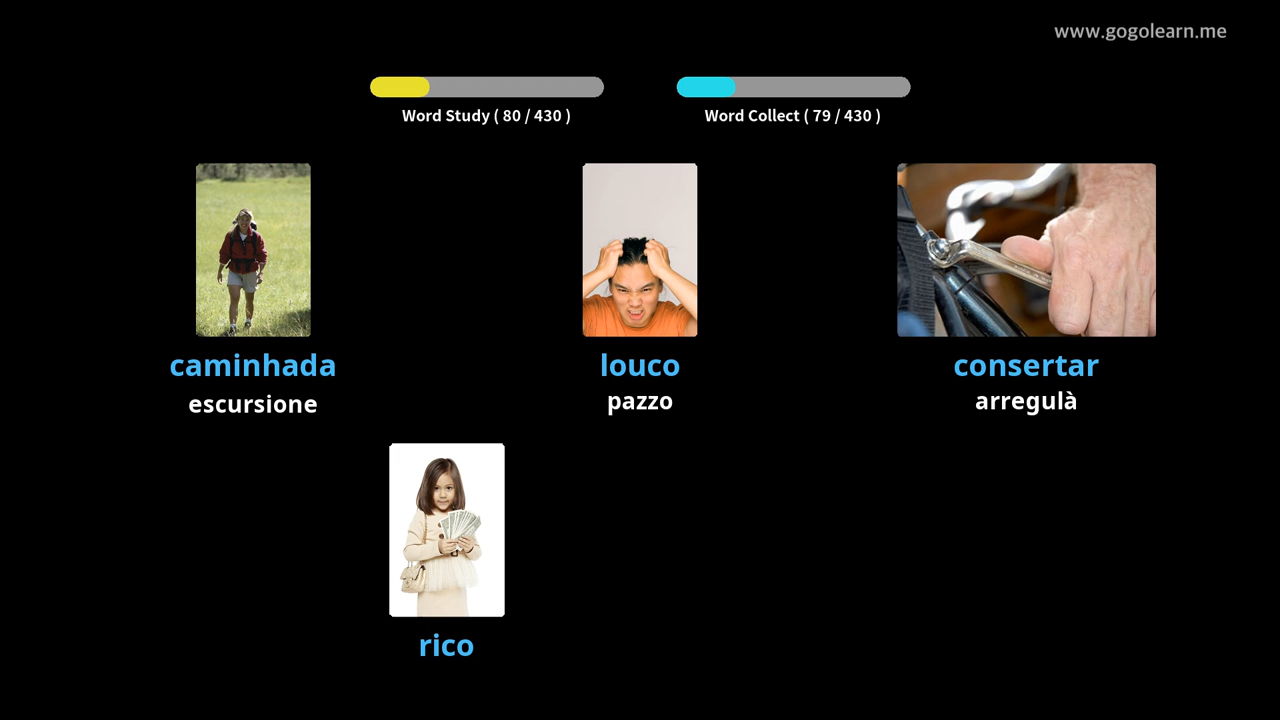 www.gogolearn.me
Word Study ( 80 / 430 )
Word Collect ( 79 / 430 )
caminhada
escursione
louco
pazzo
consertar
arregulà
rico